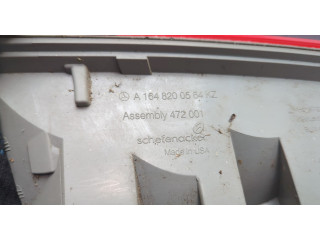 A 164 820 05 64 KZ
Assembly 472 001
schefenacker
Made in USA